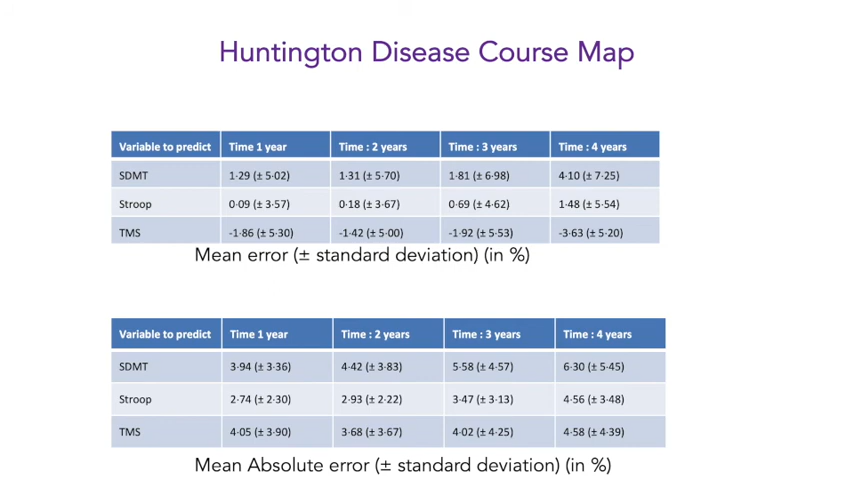 Huntington Disease Course Map
Variable to predict Time 1 year Time : 2 years Time : 3 years Time : 4 years
SDMT 1·29 (± 5·02) 1·31 (± 5·70) 1·81 (± 6·98) 4·10 (± 7·25)
Stroop 0·09 (± 3·57) 0·18 (± 3·67) 0·69 (± 4·62) 1·48 (± 5·54)
TMS -1·86 (± 5·30) -1·42 (± 5·00) -1·92 (± 5·53) -3·63 (± 5·20)
Mean error (± standard deviation) (in %)
Variable to predict Time 1 year Time : 2 years Time : 3 years Time : 4 years
SDMT 3·94 (± 3·36) 4·42 (± 3·83) 5·58 (± 4·57) 6·30 (± 5·45)
Stroop 2·74 (± 2·30) 2·93 (± 2·22) 3·47 (± 3·13) 4·56 (± 3·48)
TMS 4·05 (± 3·90) 3·68 (± 3·67) 4·02 (± 4·25) 4·58 (± 4·39)
Mean Absolute error (± standard deviation) (in %)